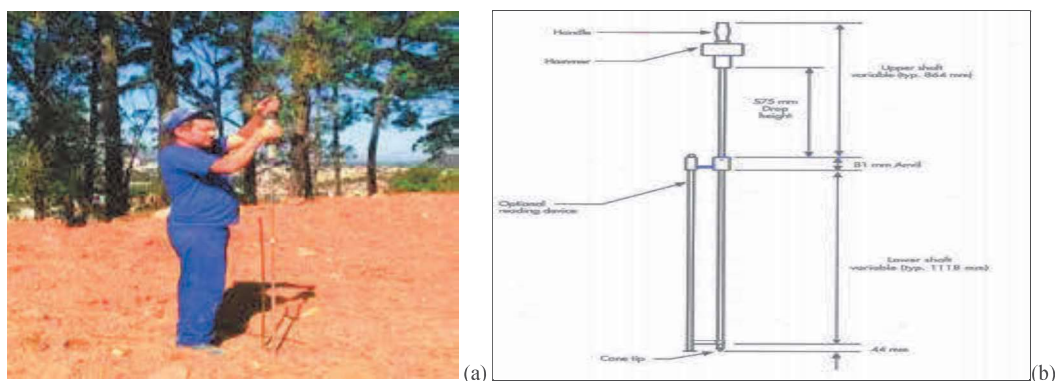 Handle
Hammer
Upper shaft
variable (typ. 864 mm)
575 mm
Drop
height
81 mm Anvil
Optional
reading device
Lower shaft
variable (typ. 1118 mm)
Cone tip
44 mm
(a)
(b)